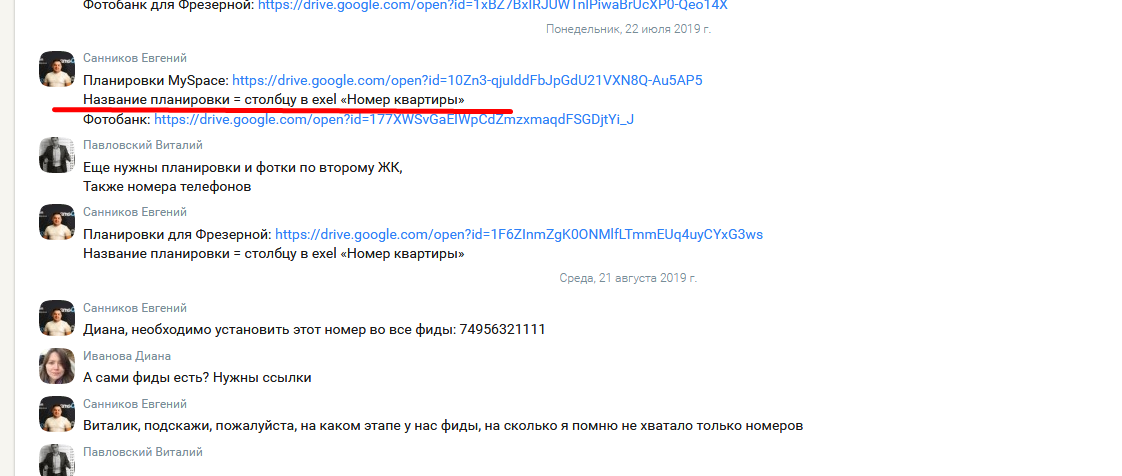 Фотобанк для Фрезерной: https://drive.google.com/open?id=1xBZ7BxIRJUWTnIPiwaBrUcXP0-Qeo14X
Понедельник, 22 июля 2019 г.
Санников Евгений
Планировки MySpace: https://drive.google.com/open?id=10Zn3-qjuIddFbJpGdU21VXN8Q-Au5AP5
Название планировки = столбцу в exel «Номер квартиры»
Фотобанк: https://drive.google.com/open?id=177XWSvGaElWpCdZmzxmaqdFSGDjtYi_J
Павловский Виталий
Еще нужны планировки и фотки по второму ЖК,
Также номера телефонов
Санников Евгений
Планировки для Фрезерной: https://drive.google.com/open?id=1F6ZInmZgK0ONMlfLTmmEUq4uyCYxG3ws
Название планировки = столбцу в exel «Номер квартиры»
Среда, 21 августа 2019 г.
Санников Евгений
Диана, необходимо установить этот номер во все фиды: 74956321111
Иванова Диана
А сами фиды есть? Нужны ссылки
Санников Евгений
Виталик, подскажи, пожалуйста, на каком этапе у нас фиды, на сколько я помню не хватало только номеров
Павловский Виталий